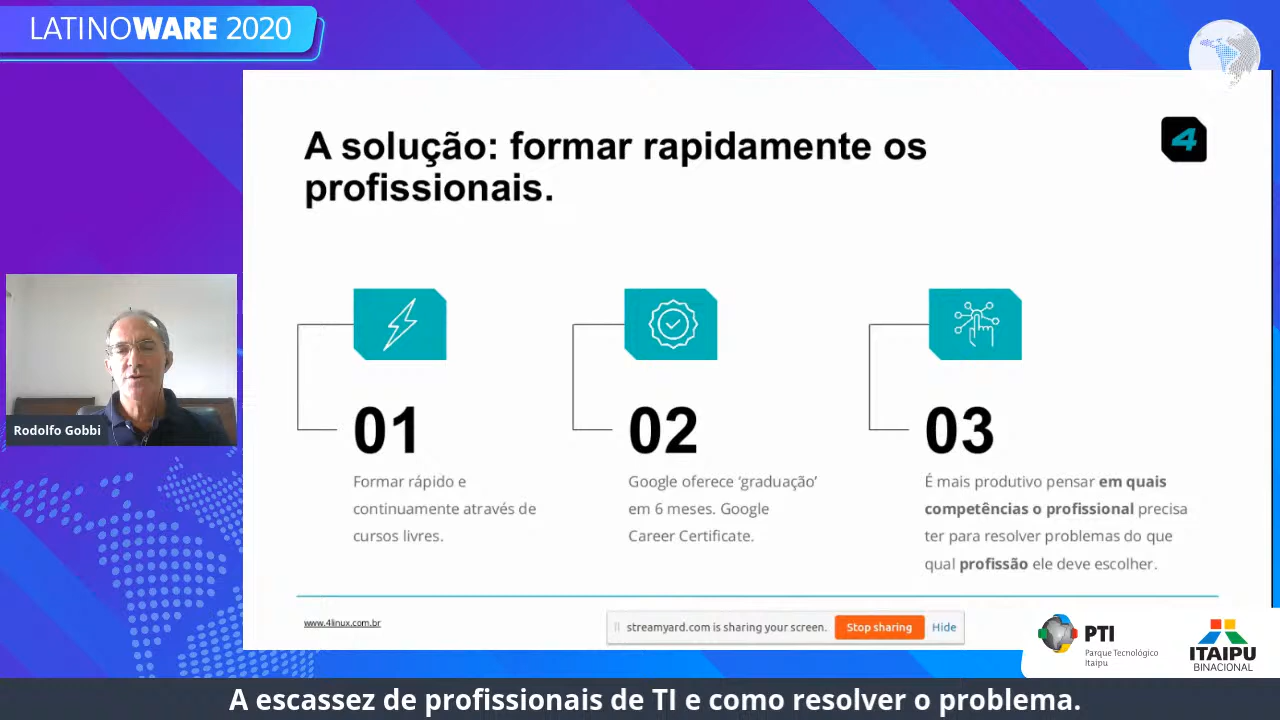 LATINOWARE 2020
A solução: formar rapidamente os
profissionais.
4
01
Formar rápido e
continuamente através de
cursos livres.
02
Google oferece ‘graduação’
em 6 meses. Google
Career Certificate.
03
É mais produtivo pensar em quais
competências o profissional precisa
ter para resolver problemas do que
qual profissão ele deve escolher.
Rodolfo Gobbi
www.4linux.com.br
streamyard.com is sharing your screen.
Stop sharing
Hide
PTI
Parque Tecnológico
Itaipu
ITAIPU
BINACIONAL
A escassez de profissionais de TI e como resolver o problema.